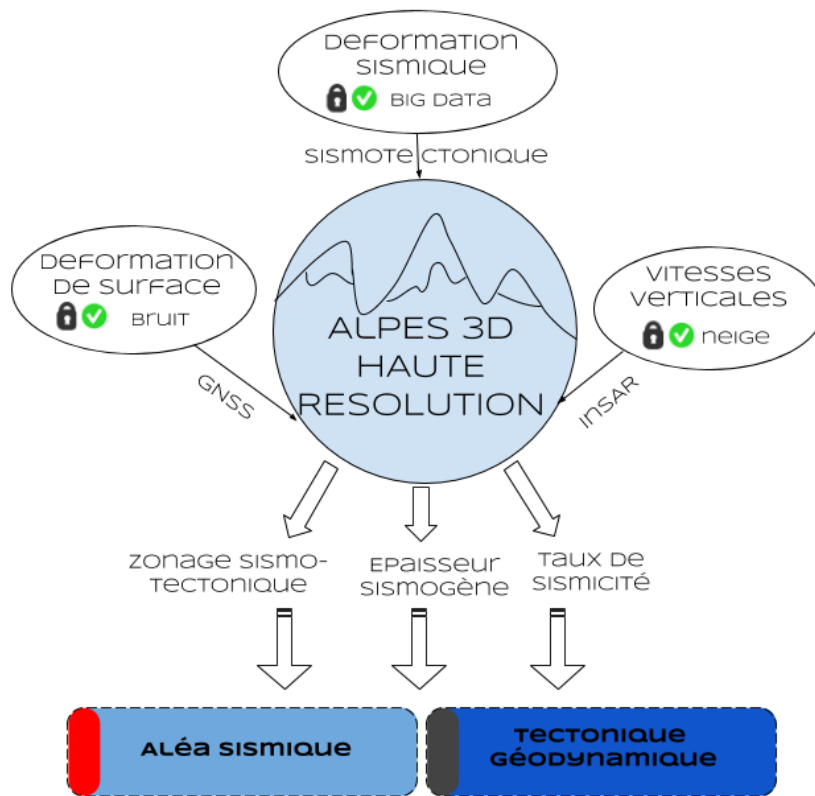 DEFORMATION
SISMIQUE
BIG DATA
SISMOTECTONIQUE
DEFORMATION
DE SURFACE
BRUIT
VITESSES
VERTICALES
NEIGE
ALPES 3D
HAUTE
RESOLUTION
GNSS
INSAR
ZONAGE SISMO-
TECTONIQUE
EPAISSEUR
SISMOGÈNE
TAUX DE
SISMICITÉ
ALÉA SISMIQUE
TECTONIQUE
GÉODYNAMIQUE